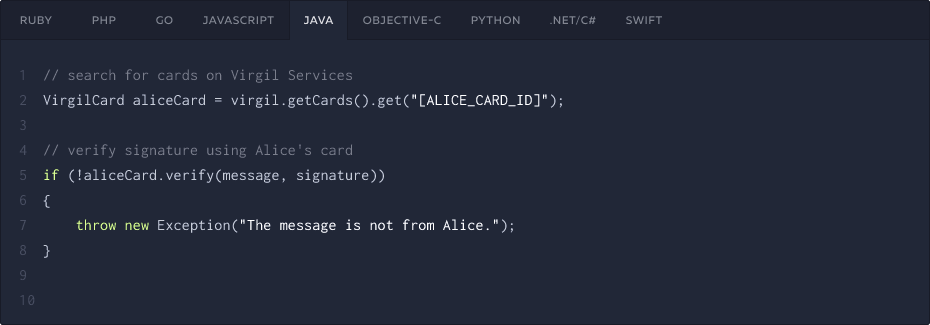 RUBY PHP GO JAVASCRIPT JAVA OBJECTIVE-C PYTHON .NET/C# SWIFT
1 // search for cards on Virgil Services
2 VirgilCard aliceCard = virgil.getCards().get("[ALICE_CARD_ID]");
3
4 // verify signature using Alice's card
5 if (!aliceCard.verify(message, signature))
6 {
7     throw new Exception("The message is not from Alice.");
8 }
9
10